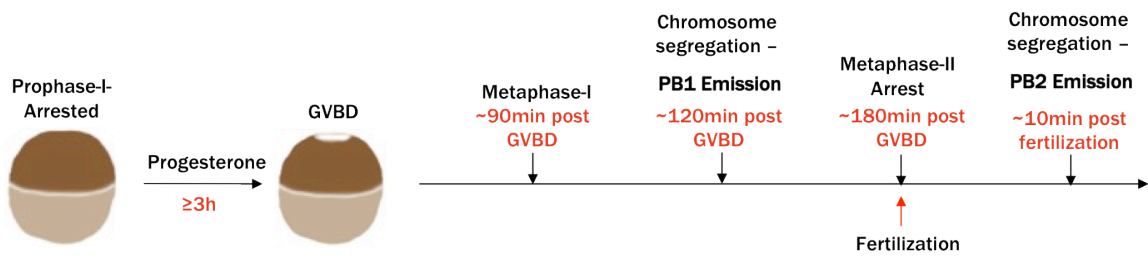 Prophase-I-
Arrested
Progesterone
≥3h
GVBD
Metaphase-I
~90min post
GVBD
Chromosome
segregation –
PB1 Emission
~120min post
GVBD
Metaphase-II
Arrest
~180min post
GVBD
Fertilization
Chromosome
segregation –
PB2 Emission
~10min post
fertilization